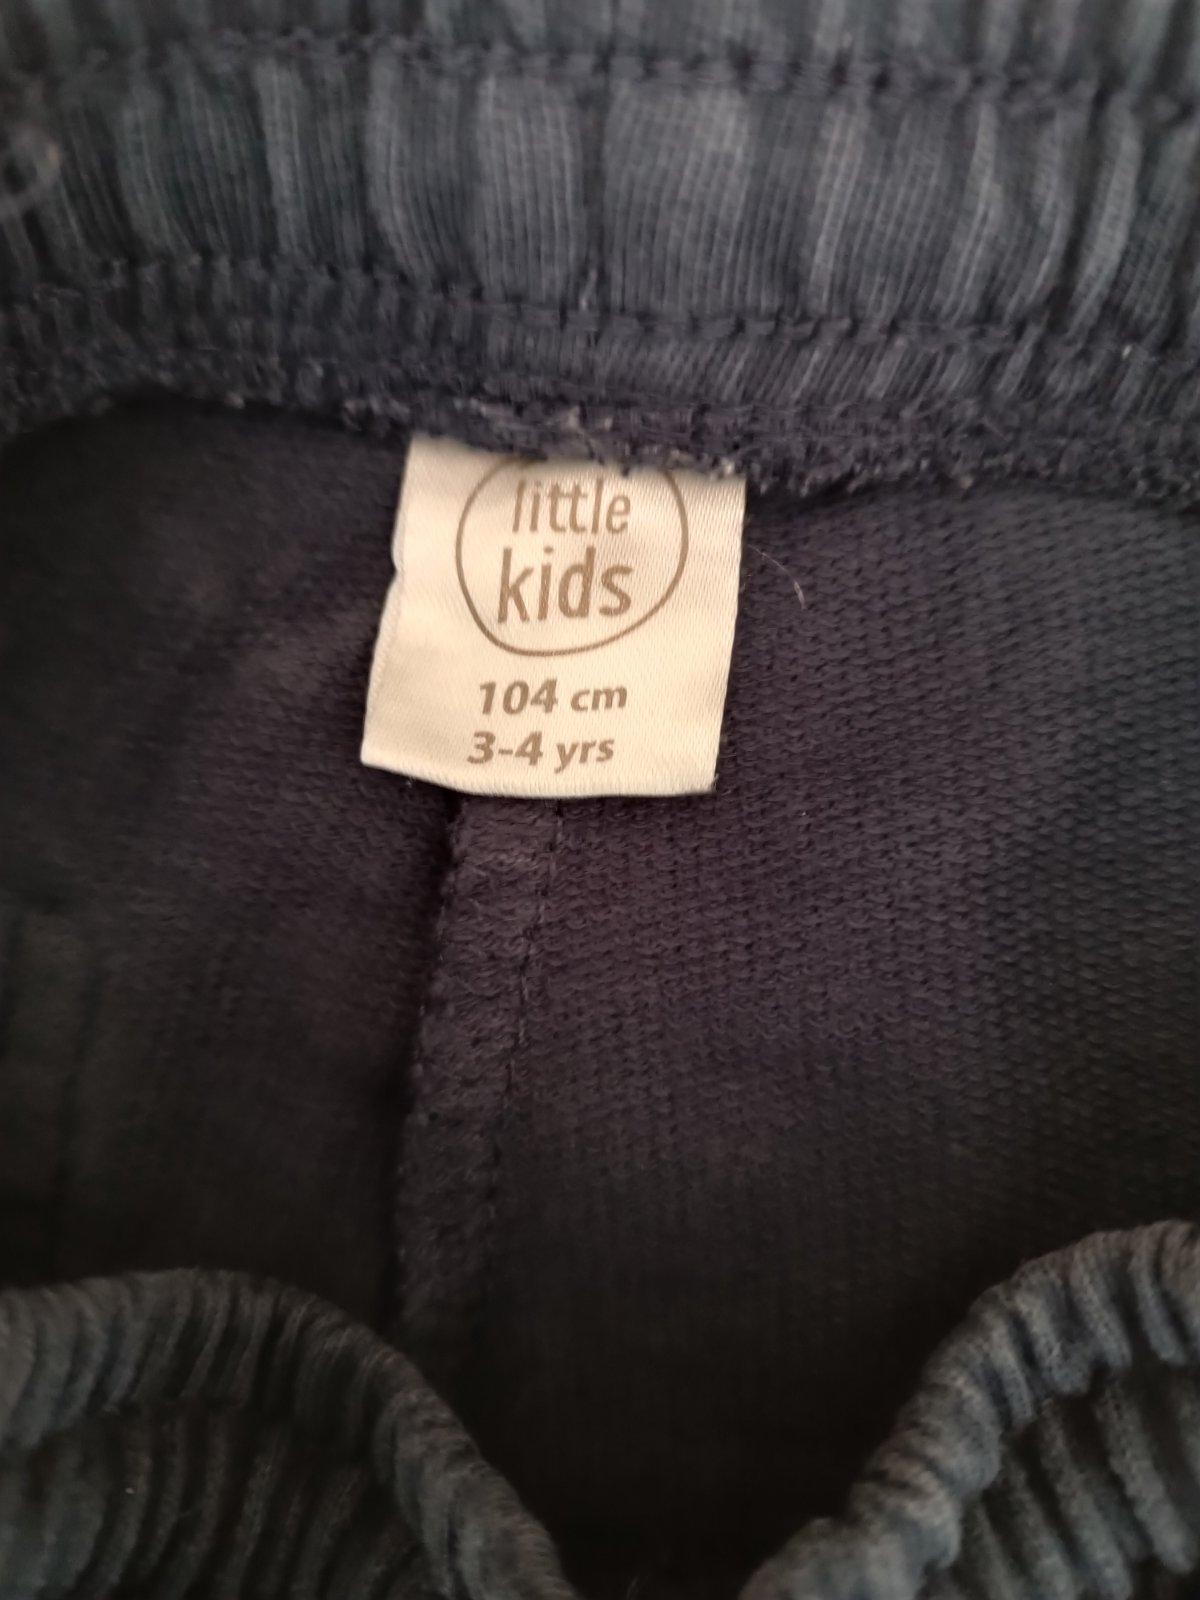 little
kids
104 cm
3-4 yrs